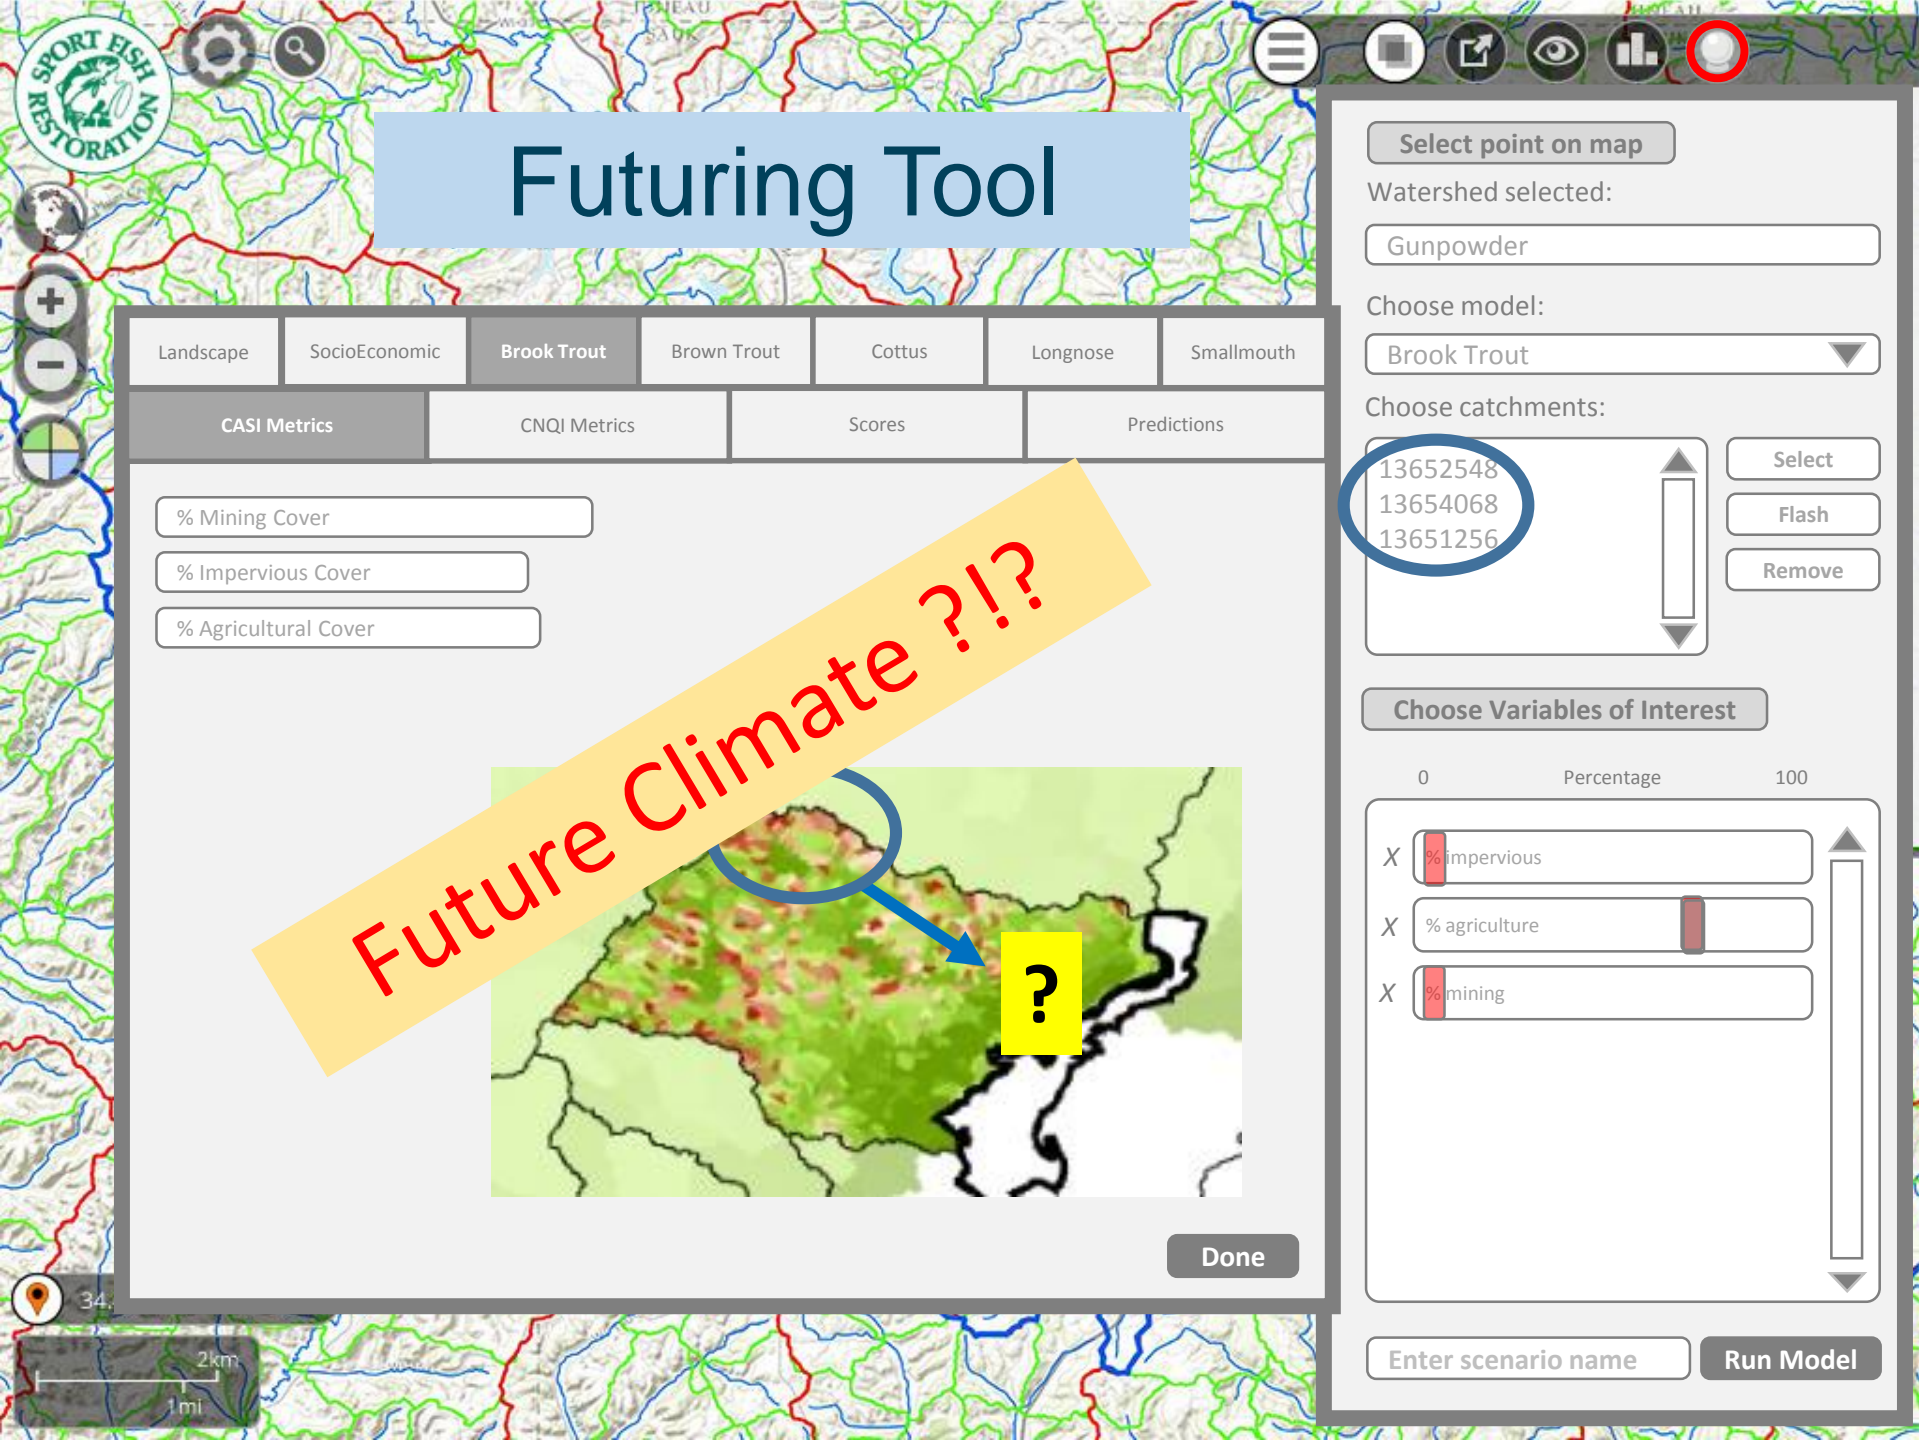 SPORT FISH
RESTORATION
Futuring Tool
Select point on map
Watershed selected:
Gunpowder
Choose model:
Brook Trout
Choose catchments:
13652548
13654068
13651256
Select
Flash
Remove
Choose Variables of Interest
0 Percentage 100
X % impervious
X % agriculture
X % mining
Enter scenario name
Run Model
Landscape SocioEconomic Brook Trout Brown Trout Cottus Longnose Smallmouth
CASI Metrics CNQI Metrics Scores Predictions
% Mining Cover
% Impervious Cover
% Agricultural Cover
Future Climate ?!?
?
Done
34.
2km
1mi